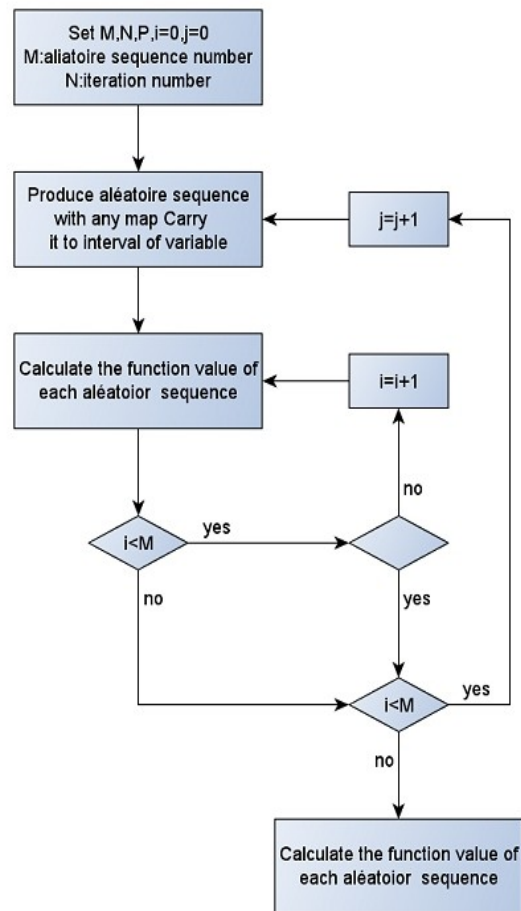 Set M,N,P,i=0,j=0
M:aliatoire sequence number
N:iteration number
Produce aléatoire sequence
with any map Carry
it to interval of variable
j=j+1
Calculate the function value of
each aléatoior sequence
i=i+1
no
i<M
yes
no
yes
i<M
yes
no
Calculate the function value of
each aléatoior sequence